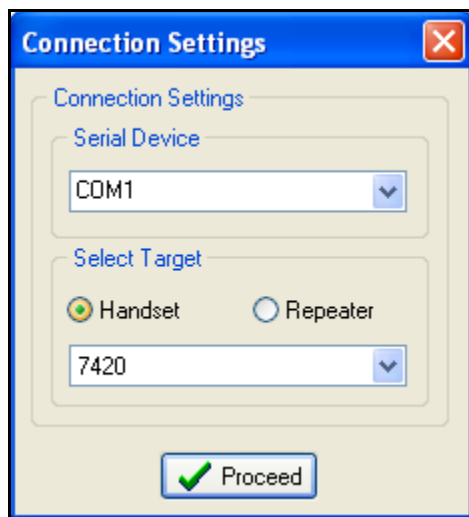 Connection Settings
Connection Settings
Serial Device
COM1
Select Target
Handset Repeater
7420
Proceed